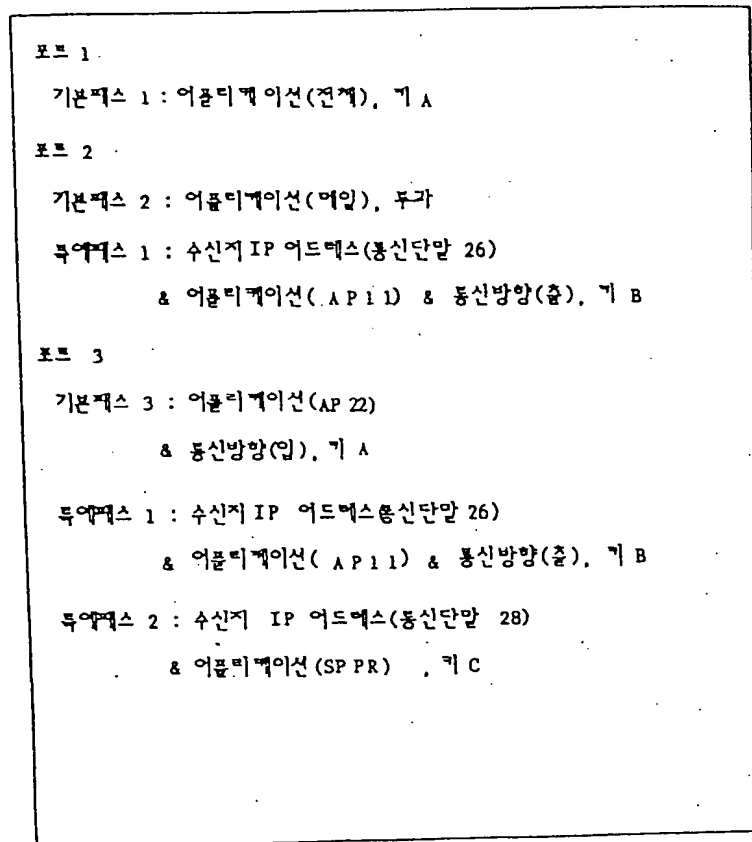 포트 1
기본패스 1 : 어플리케이션(전체), 키 A
포트 2
기본패스 2 : 어플리케이션(메일), 투과
특예패스 1 : 수신지 IP 어드레스(통신단말 26)
& 어플리케이션( AP11) & 통신방향(출), 키 B
포트 3
기본패스 3 : 어플리케이션(AP 22)
& 통신방향(입), 키 A
특예패스 1 : 수신지 IP 어드레스(통신단말 26)
& 어플리케이션( AP11) & 통신방향(출), 키 B
특예패스 2 : 수신지 IP 어드레스(통신단말 28)
& 어플리케이션(SP PR) , 키 C